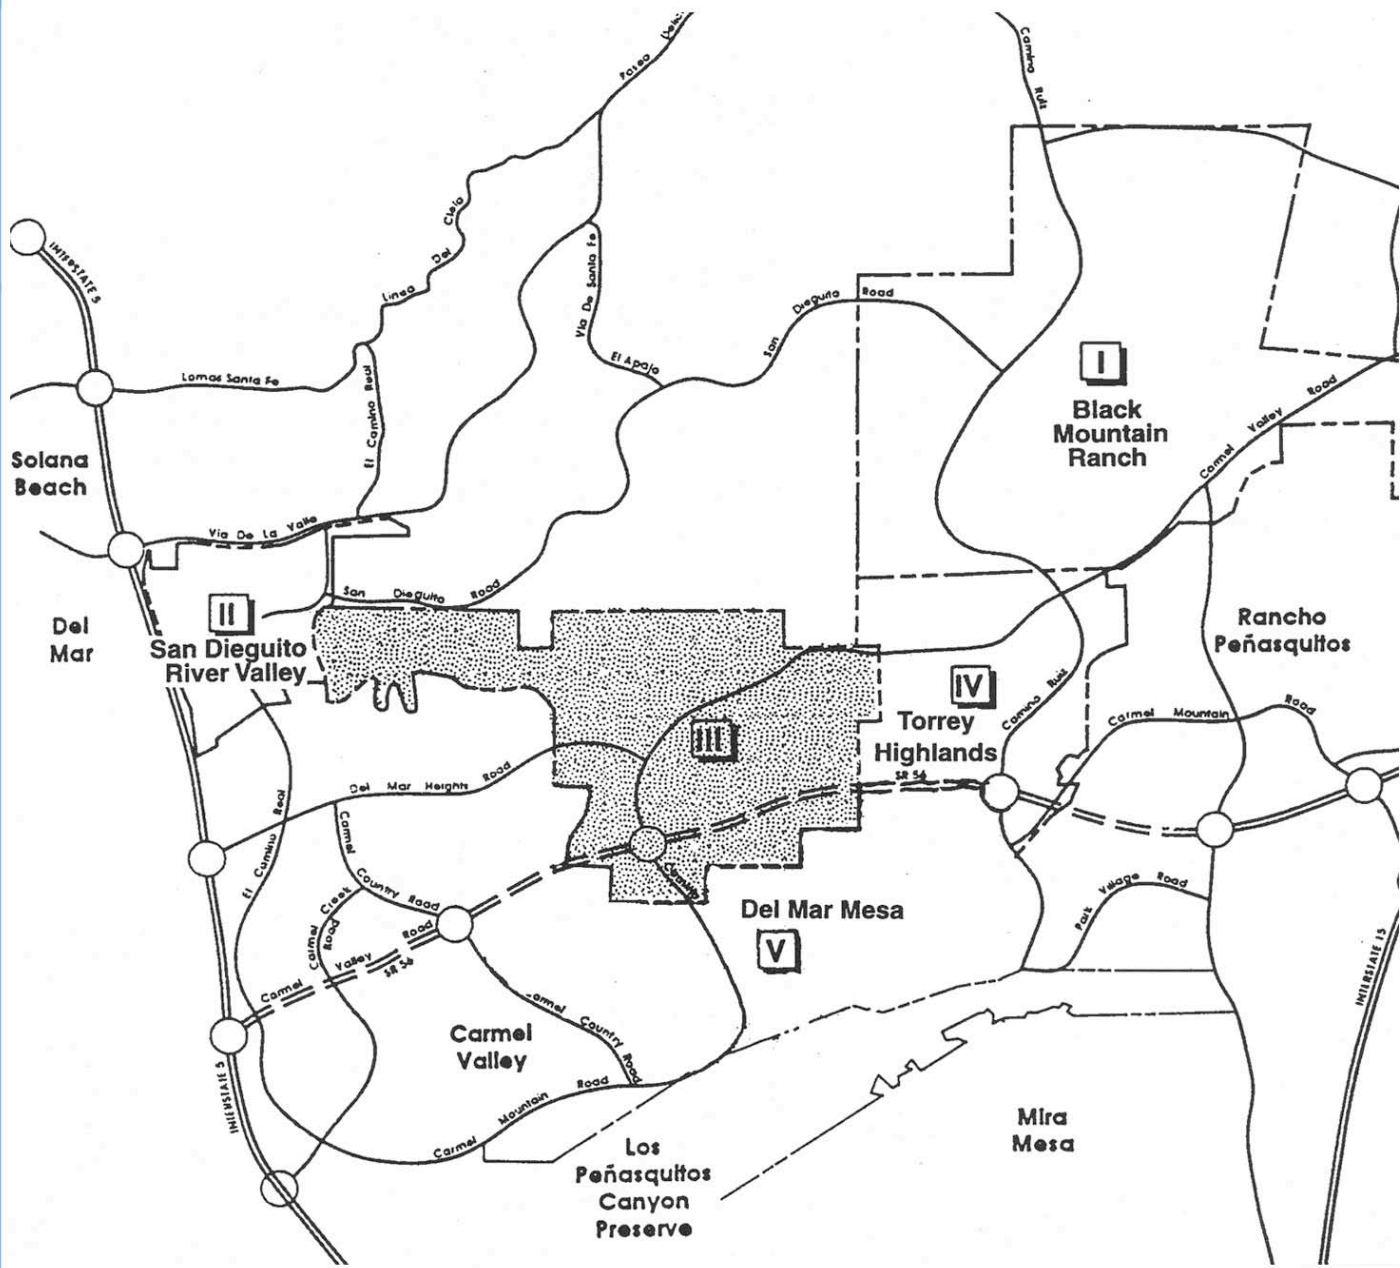 Camino Ruiz
Paseo
INTERSTATE 5
Linea Del Cielo
Via De Santa Fe
El Apajo
San Dieguito Road
I
Black
Mountain
Ranch
Lomas Santa Fe
El Camino Real
Carmel Valley Road
Solana
Beach
Via De La Valle
San Dieguito Road
II
San Dieguito
River Valley
Del
Mar
Rancho
Peñasquitos
IV
Torrey
Highlands
Camino Ruiz
Carmel Mountain Road
III
SR 56
Del Mar Heights Road
El Camino Real
Carmel Country Road
Carmel Creek Road
Carmel Valley Road
SR 56
Park Village Road
Del Mar Mesa
V
INTERSTATE 15
Carmel
Valley
Carmel Country Road
Carmel Mountain Road
INTERSTATE 5
Mira
Mesa
Los
Peñasquitos
Canyon
Preserve